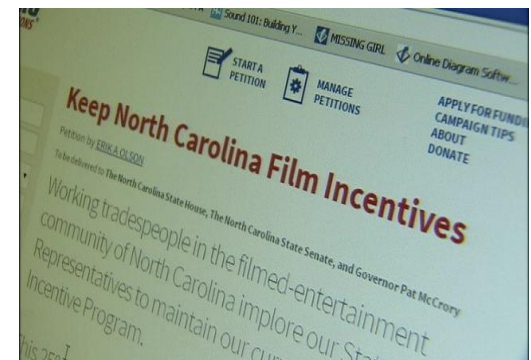 Sound 101: Building Y...
MISSING GIRL
Online Diagram Softw...
START A
PETITION
MANAGE
PETITIONS
APPLY FOR
CAMPAIGN TIPS
ABOUT
DONATE
Keep North Carolina Film Incentives
Petition by ERIKA OLSON
To be delivered to The North Carolina State House, The North Carolina State Senate, and Governor Pat McCrory
Working tradespeople in the filmed-entertainment
community of North Carolina implore our
Representatives to maintain our
Incentive Program.
This